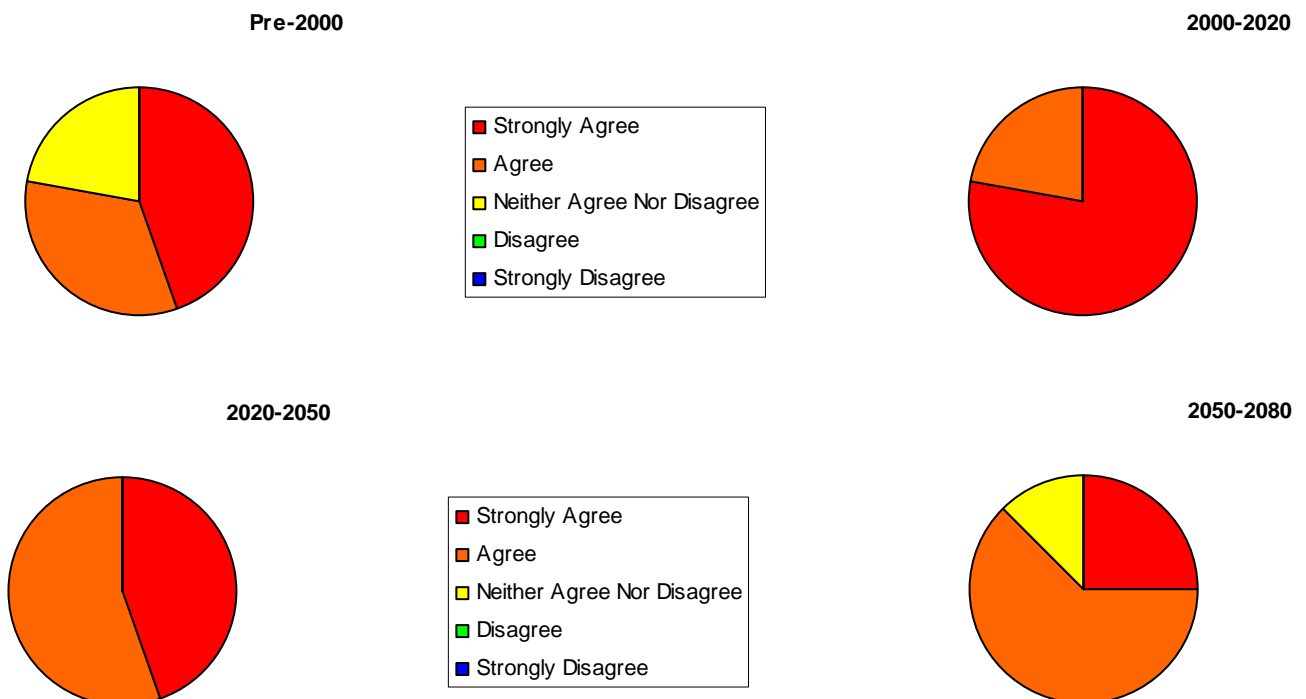 Pre-2000
2000-2020
Strongly Agree
Agree
Neither Agree Nor Disagree
Disagree
Strongly Disagree
2020-2050
2050-2080
Strongly Agree
Agree
Neither Agree Nor Disagree
Disagree
Strongly Disagree